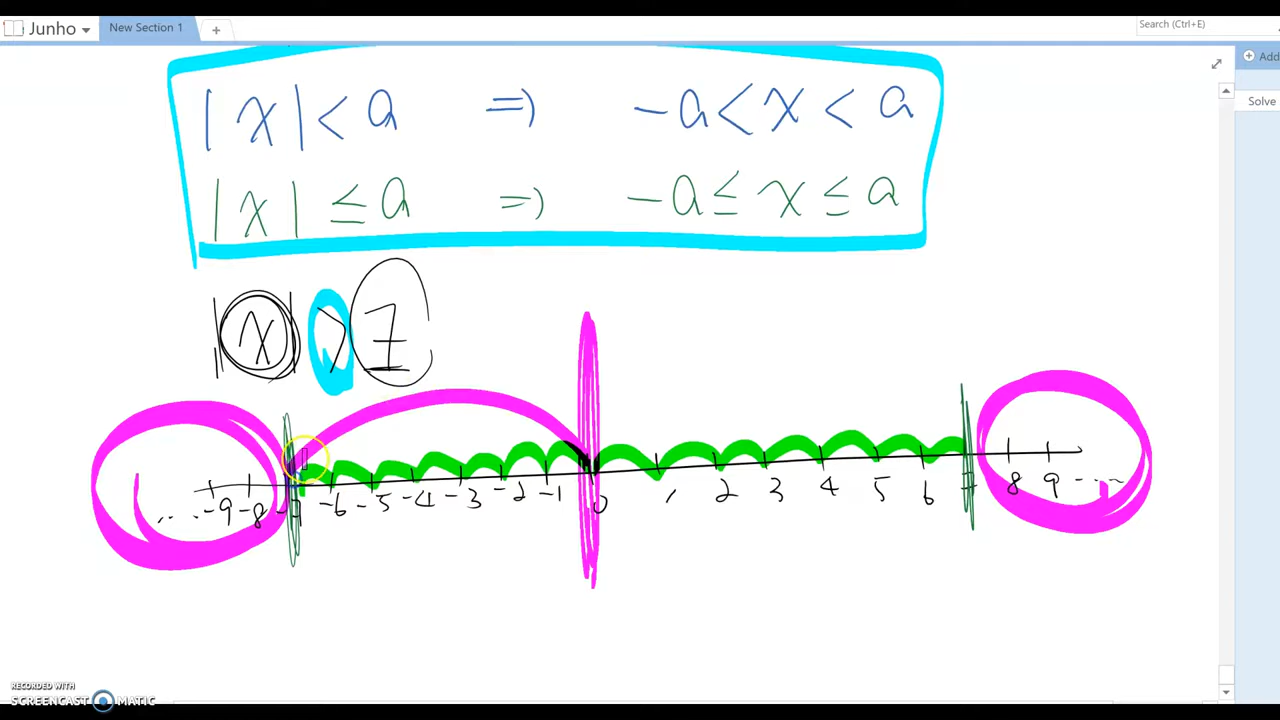 Junho New Section 1 + Search (Ctrl+E)
Add
Solve
|x| < a ⇒ -a < x < a
|x| ≤ a ⇒ -a ≤ x ≤ a
|x| > 7
... -9 -8 -7 -6 -5 -4 -3 -2 -1 0 1 2 3 4 5 6 7 8 9 ...
RECORDED WITH
SCREENCAST MATIC